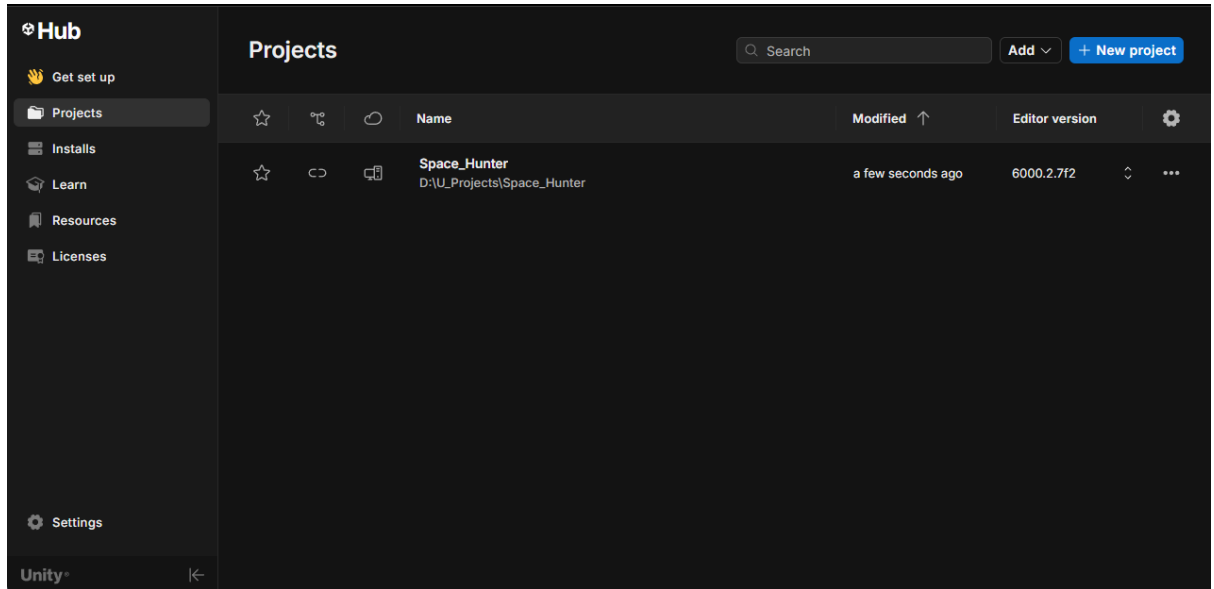 Hub
Get set up
Projects
Installs
Learn
Resources
Licenses
Settings
Unity®
Projects
Search
Add
+ New project
Name
Modified
Editor version
Space_Hunter
D:\U_Projects\Space_Hunter
a few seconds ago
6000.2.7f2